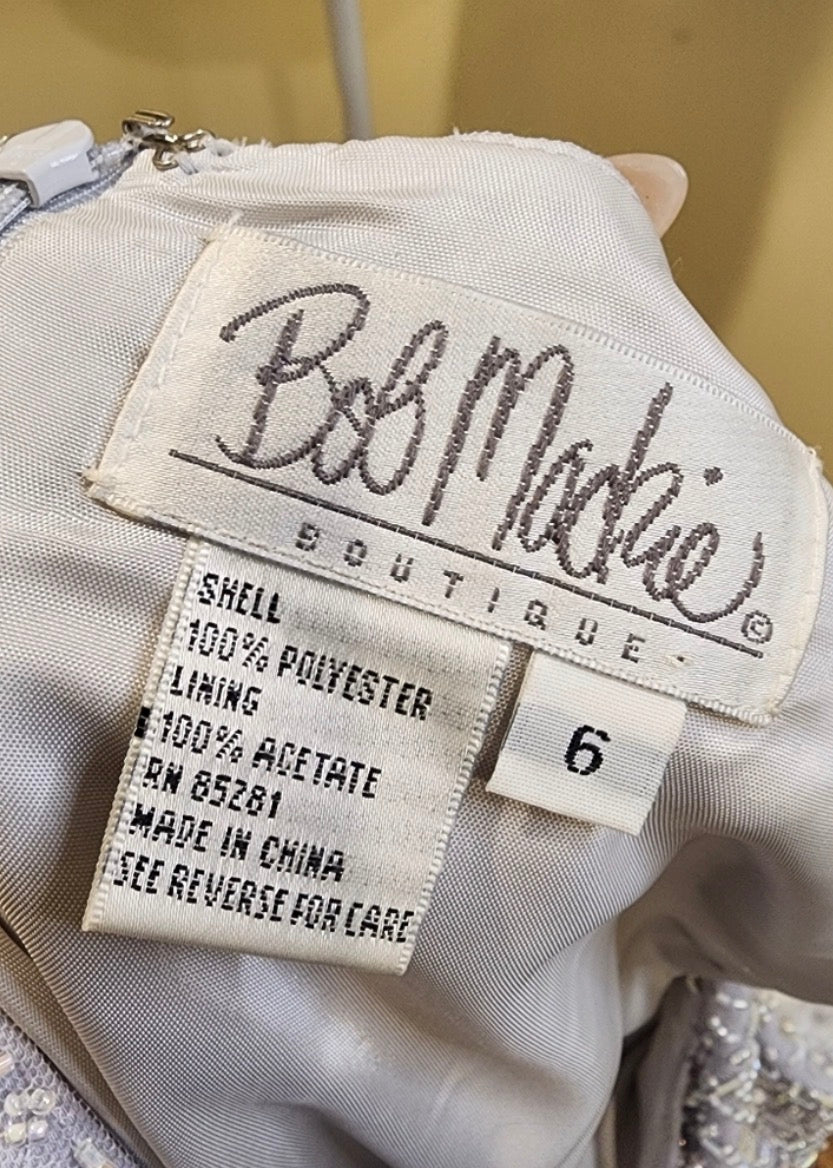 Bob Mackie ©
BOUTIQUE
SHELL
100% POLYESTER
LINING
100% ACETATE
RN 85281
MADE IN CHINA
SEE REVERSE FOR CARE
6